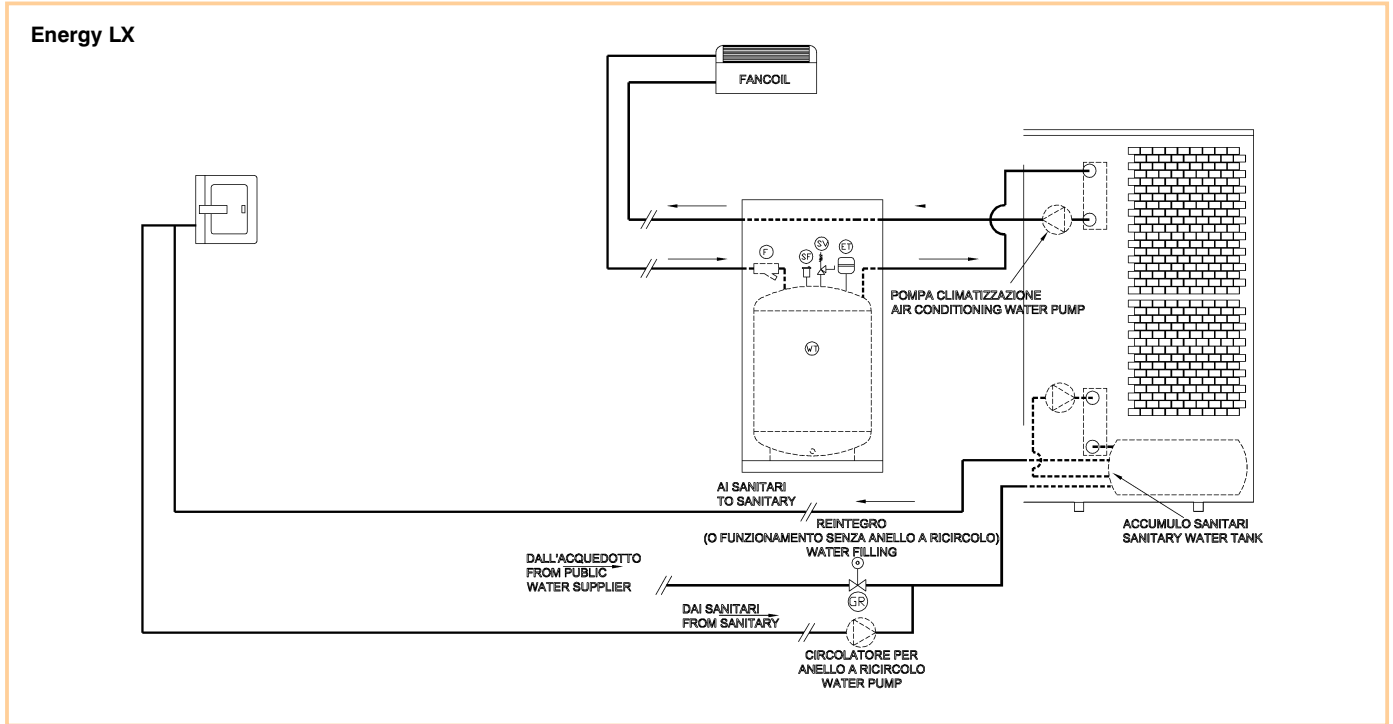 Energy LX
FANCOIL
F
SF
SV
ET
WT
POMPA CLIMATIZZAZIONE
AIR CONDITIONING WATER PUMP
AI SANITARI
TO SANITARY
REINTEGRO
(O FUNZIONAMENTO SENZA ANELLO A RICIRCOLO)
WATER FILLING
ACCUMULO SANITARI
SANITARY WATER TANK
DALL'ACQUEDOTTO
FROM PUBLIC
WATER SUPPLIER
GR
DAI SANITARI
FROM SANITARY
CIRCOLATORE PER
ANELLO A RICIRCOLO
WATER PUMP